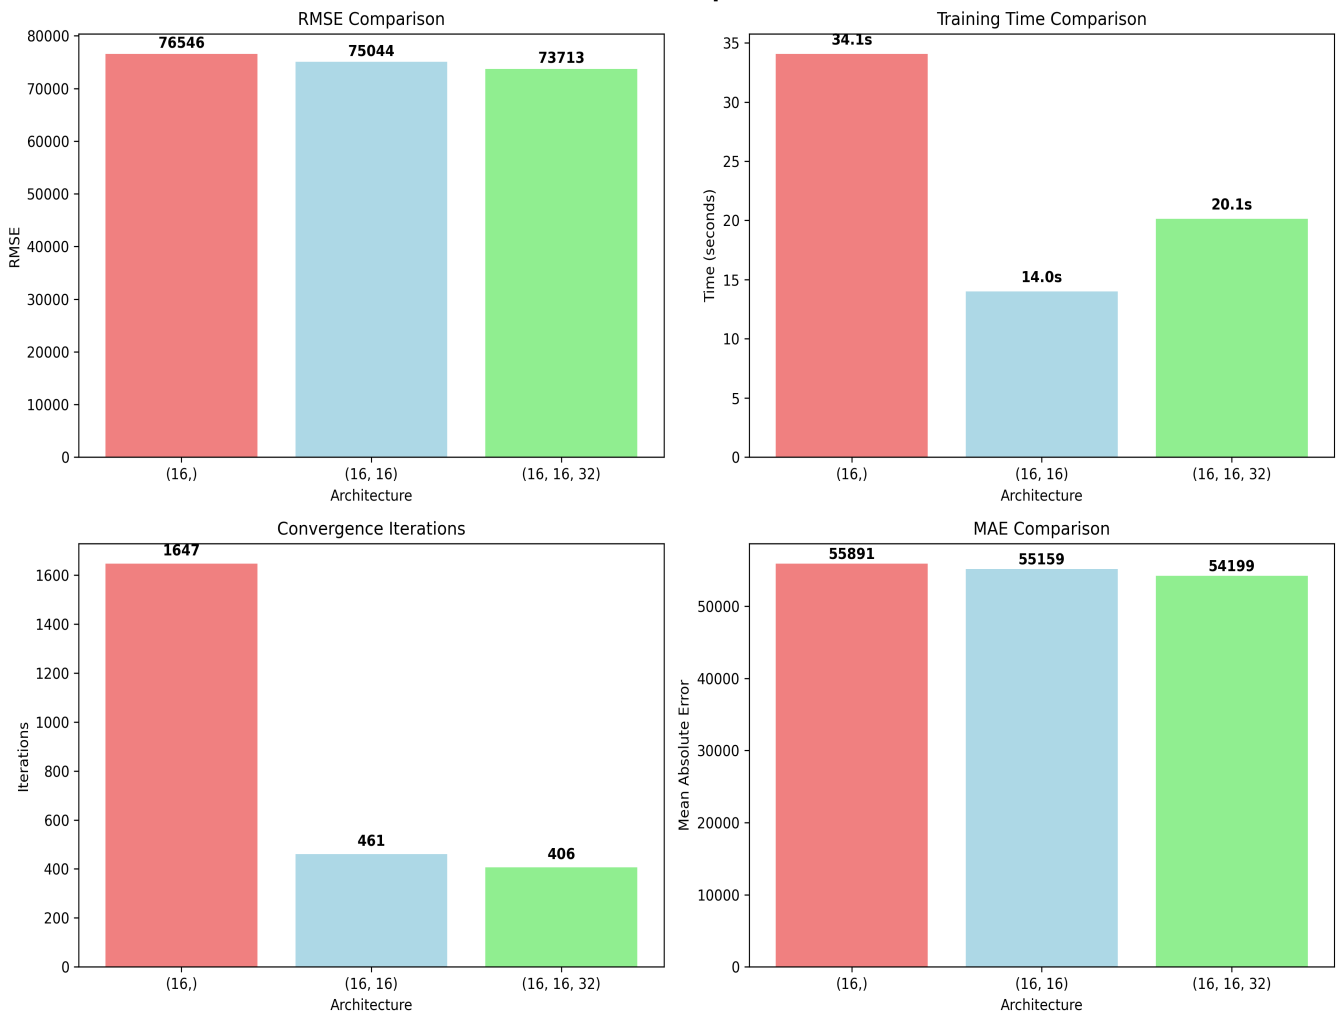 RMSE Comparison
80000
70000
60000
50000
40000
30000
20000
10000
0
RMSE
76546
75044
73713
(16,)
(16, 16)
(16, 16, 32)
Architecture
Training Time Comparison
35
30
25
20
15
10
5
0
Time (seconds)
34.1s
14.0s
20.1s
(16,)
(16, 16)
(16, 16, 32)
Architecture
Convergence Iterations
1600
1400
1200
1000
800
600
400
200
0
Iterations
1647
461
406
(16,)
(16, 16)
(16, 16, 32)
Architecture
MAE Comparison
50000
40000
30000
20000
10000
0
Mean Absolute Error
55891
55159
54199
(16,)
(16, 16)
(16, 16, 32)
Architecture